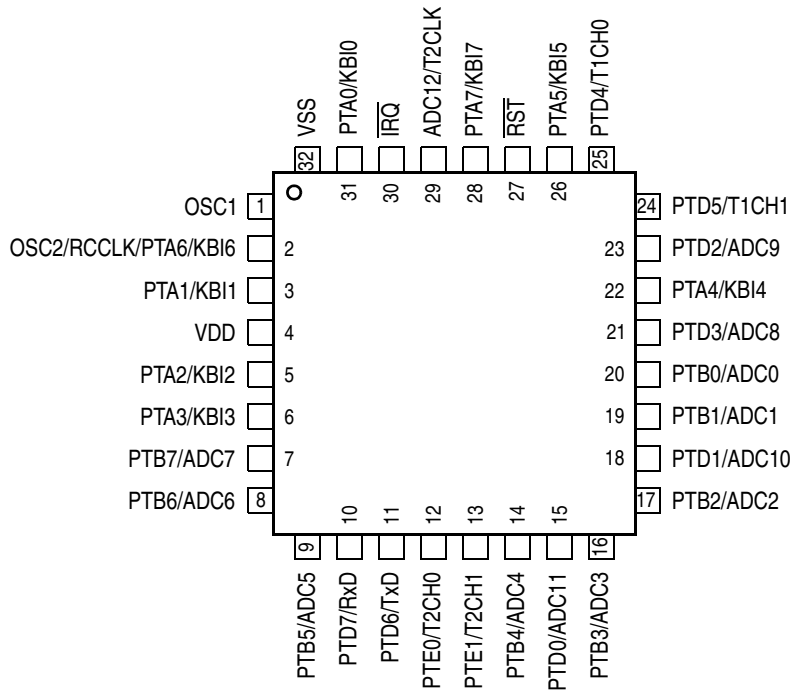 VSS
PTA0/KBI0
IRQ
ADC12/T2CLK
PTA7/KBI7
RST
PTA5/KBI5
PTD4/T1CH0
32
31
30
29
28
27
26
25
OSC1 1
OSC2/RCCLK/PTA6/KBI6 2
PTA1/KBI1 3
VDD 4
PTA2/KBI2 5
PTA3/KBI3 6
PTB7/ADC7 7
PTB6/ADC6 8
24 PTD5/T1CH1
23 PTD2/ADC9
22 PTA4/KBI4
21 PTD3/ADC8
20 PTB0/ADC0
19 PTB1/ADC1
18 PTD1/ADC10
17 PTB2/ADC2
9
10
11
12
13
14
15
16
PTB5/ADC5
PTD7/RxD
PTD6/TxD
PTE0/T2CH0
PTE1/T2CH1
PTB4/ADC4
PTD0/ADC11
PTB3/ADC3